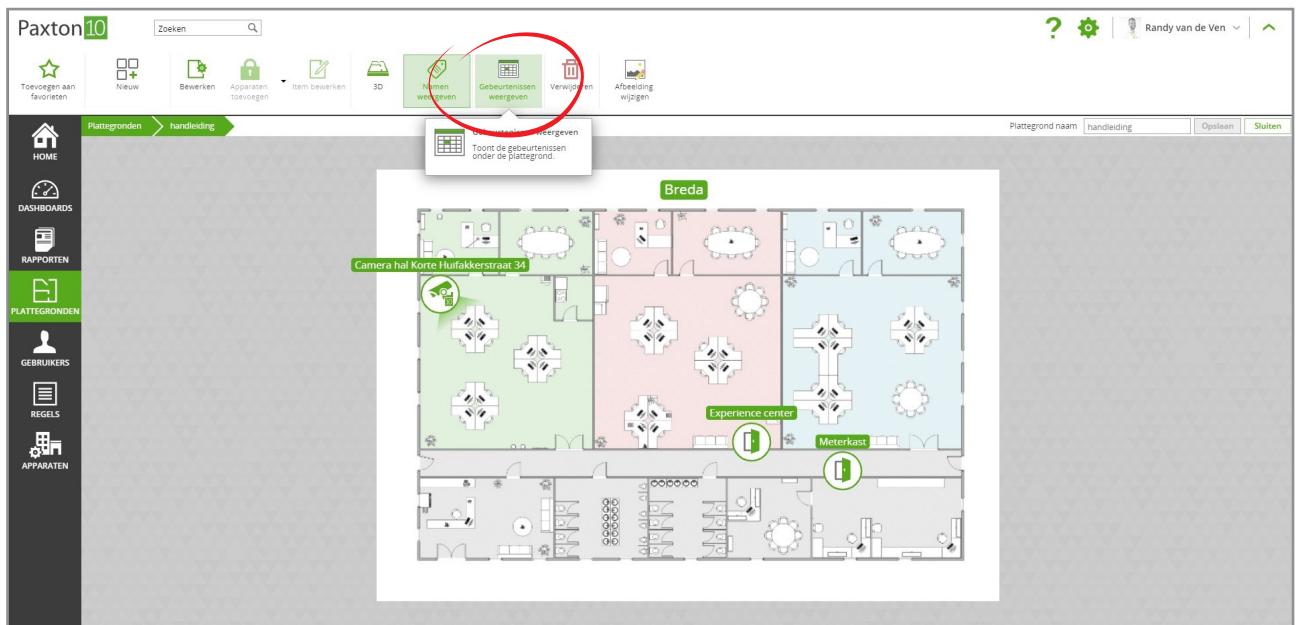 Paxton10
Zoeken
Randy van de Ven
Toevoegen aan
favorieten
Nieuw
Bewerken
Apparaten
toevoegen
Item bewerken
3D
Namen
weergeven
Gebeurtenissen
weergeven
Verwijderen
Afbeelding
wijzigen
Plattegronden
handleiding
Plattegrond naam
handleiding
Opslaan
Sluiten
Gebeurtenissen weergeven
Toont de gebeurtenissen
onder de plattegrond.
HOME
DASHBOARDS
RAPPORTEN
PLATTEGRONDEN
GEBRUIKERS
REGELS
APPARATEN
Breda
Camera hal Korte Huifakkerstraat 34
Experience center
Meterkast